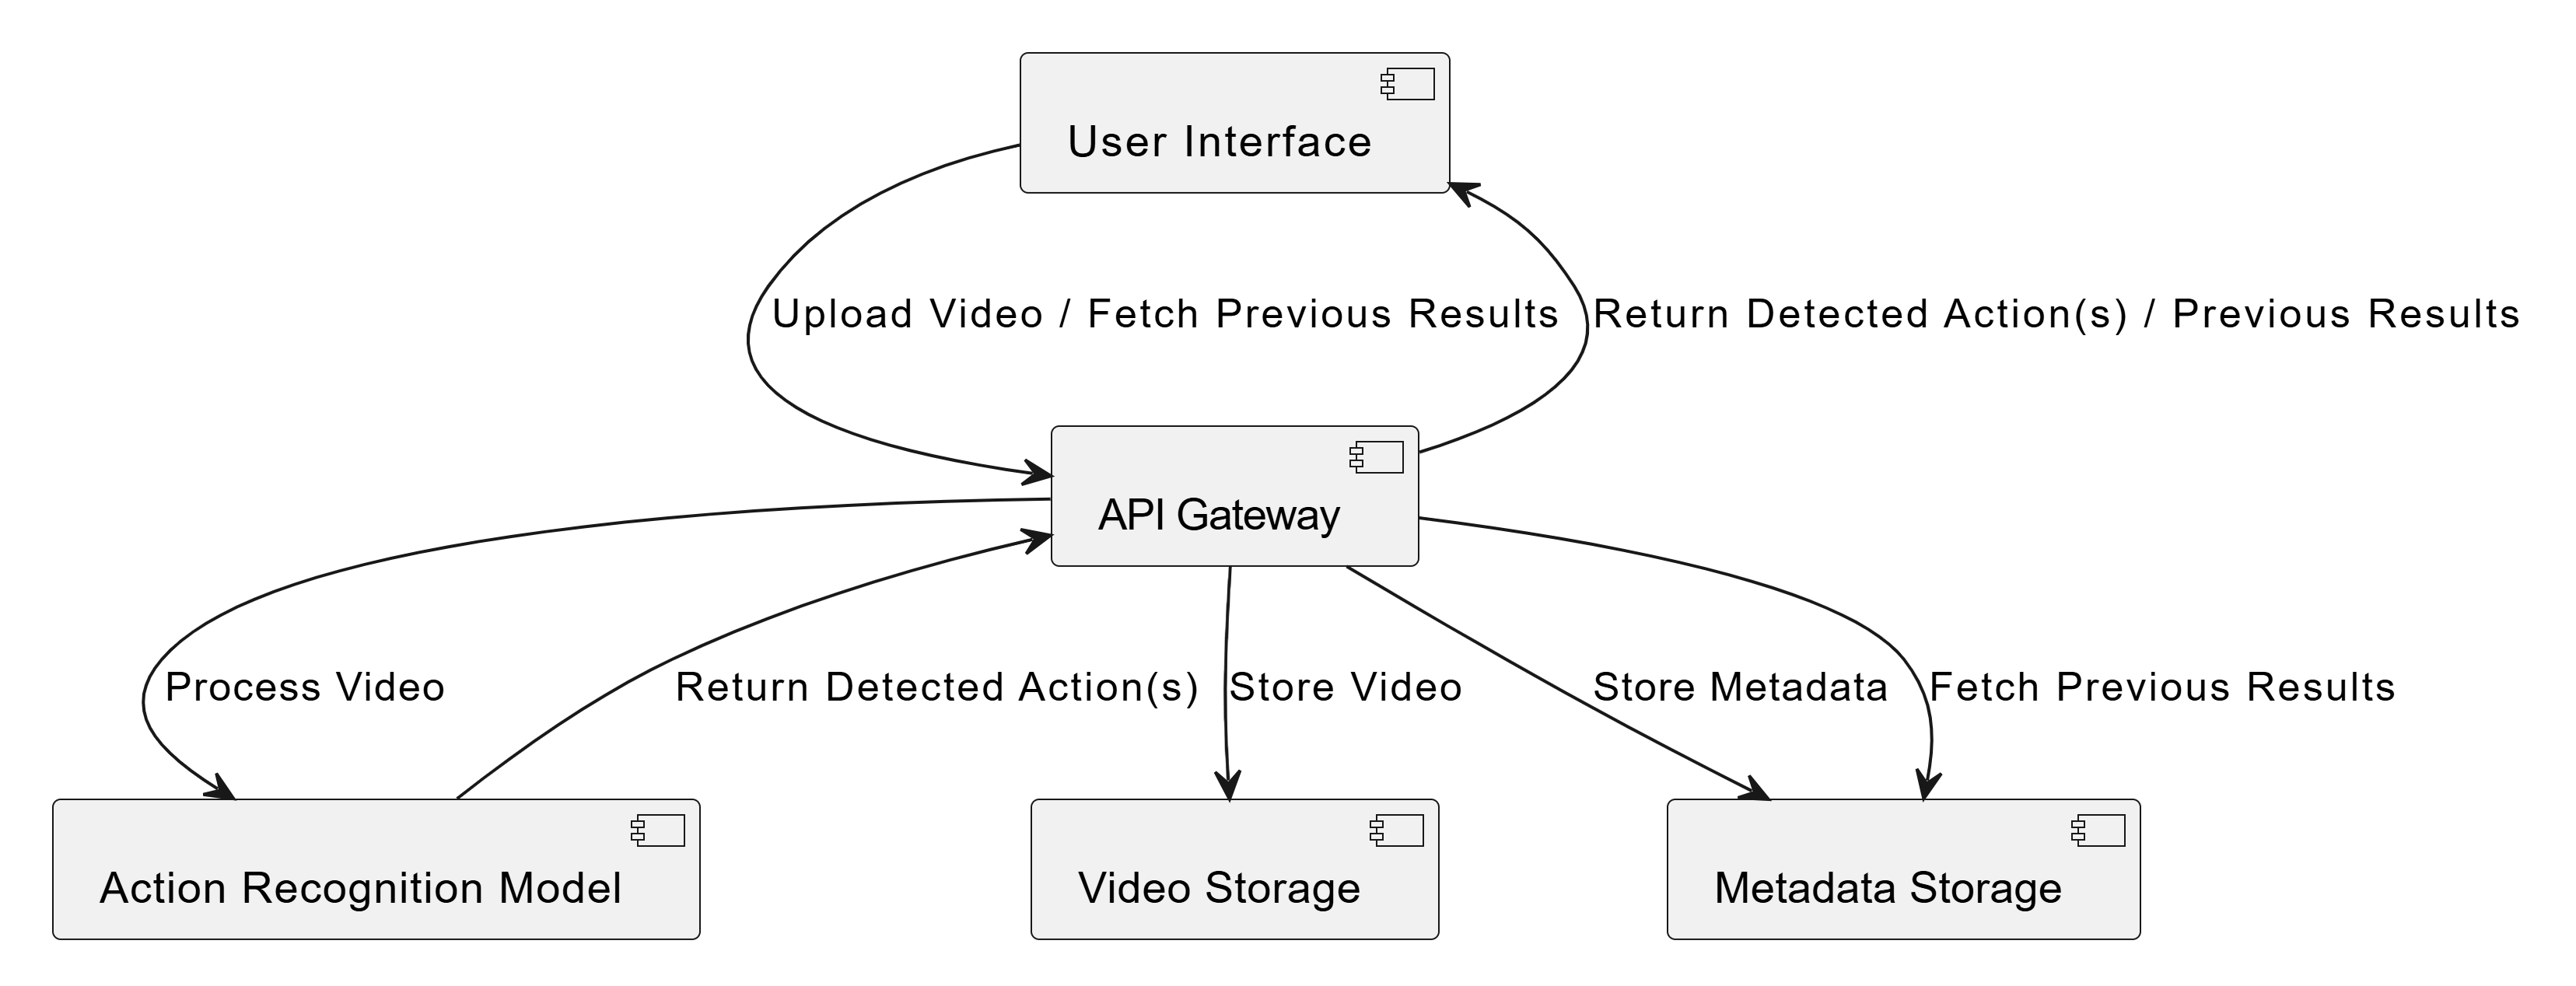 User Interface
Upload Video / Fetch Previous Results
Return Detected Action(s) / Previous Results
API Gateway
Process Video
Return Detected Action(s)
Store Video
Store Metadata
Fetch Previous Results
Action Recognition Model
Video Storage
Metadata Storage